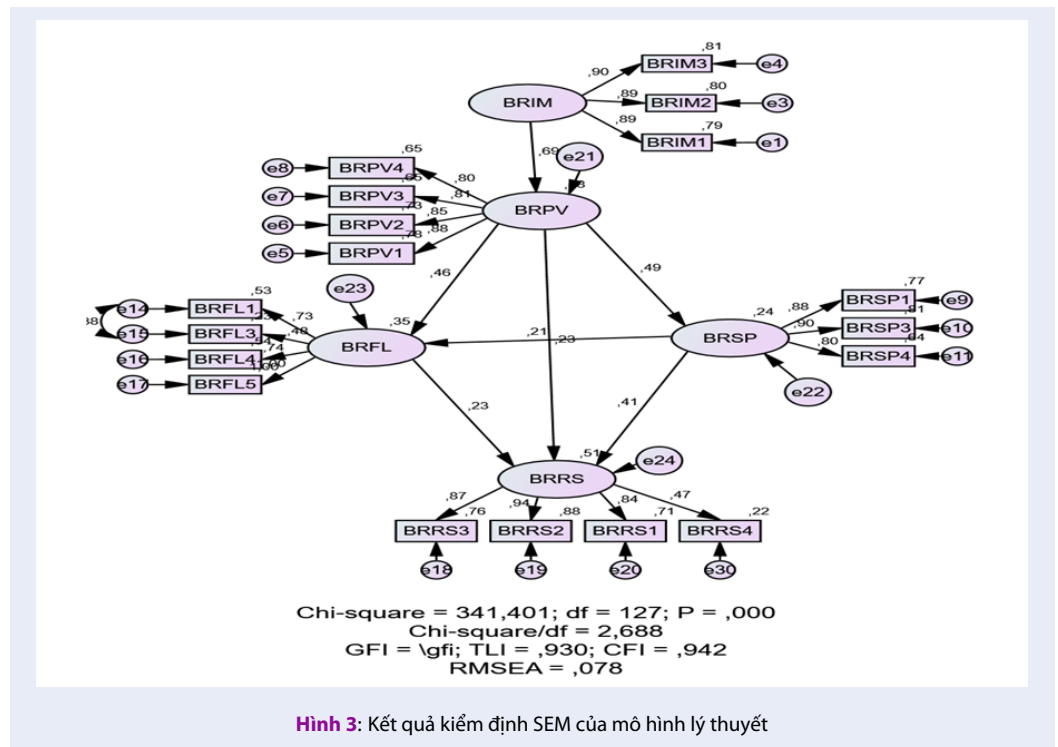 ,81
,90
BRIM3
e4
BRIM
,89
,80
BRIM2
e3
,89
,79
BRIM1
e1
,69
e21
,65
e8
BRPV4
,80
e7
BRPV3
,81
BRPV
,73
e6
BRPV2
,85
,88
,78
e5
BRPV1
,46
,49
e23
,77
,53
e14
BRFL1
,73
,35
,24
,88
BRSP1
e9
e15
BRFL3
,48
,21
,23
BRSP
,90
BRSP3
e10
e16
BRFL4
,74
BRFL
,80
,64
BRSP4
e11
e17
BRFL5
e22
,23
,41
,51
e24
BRRS
,87
,94
,84
,47
,76
,88
,71
,22
BRRS3
BRRS2
BRRS1
BRRS4
e18
e19
e20
e30
Chi-square = 341,401; df = 127; P = ,000
Chi-square/df = 2,688
GFI = \gfi; TLI = ,930; CFI = ,942
RMSEA = ,078
Hình 3: Kết quả kiểm định SEM của mô hình lý thuyết